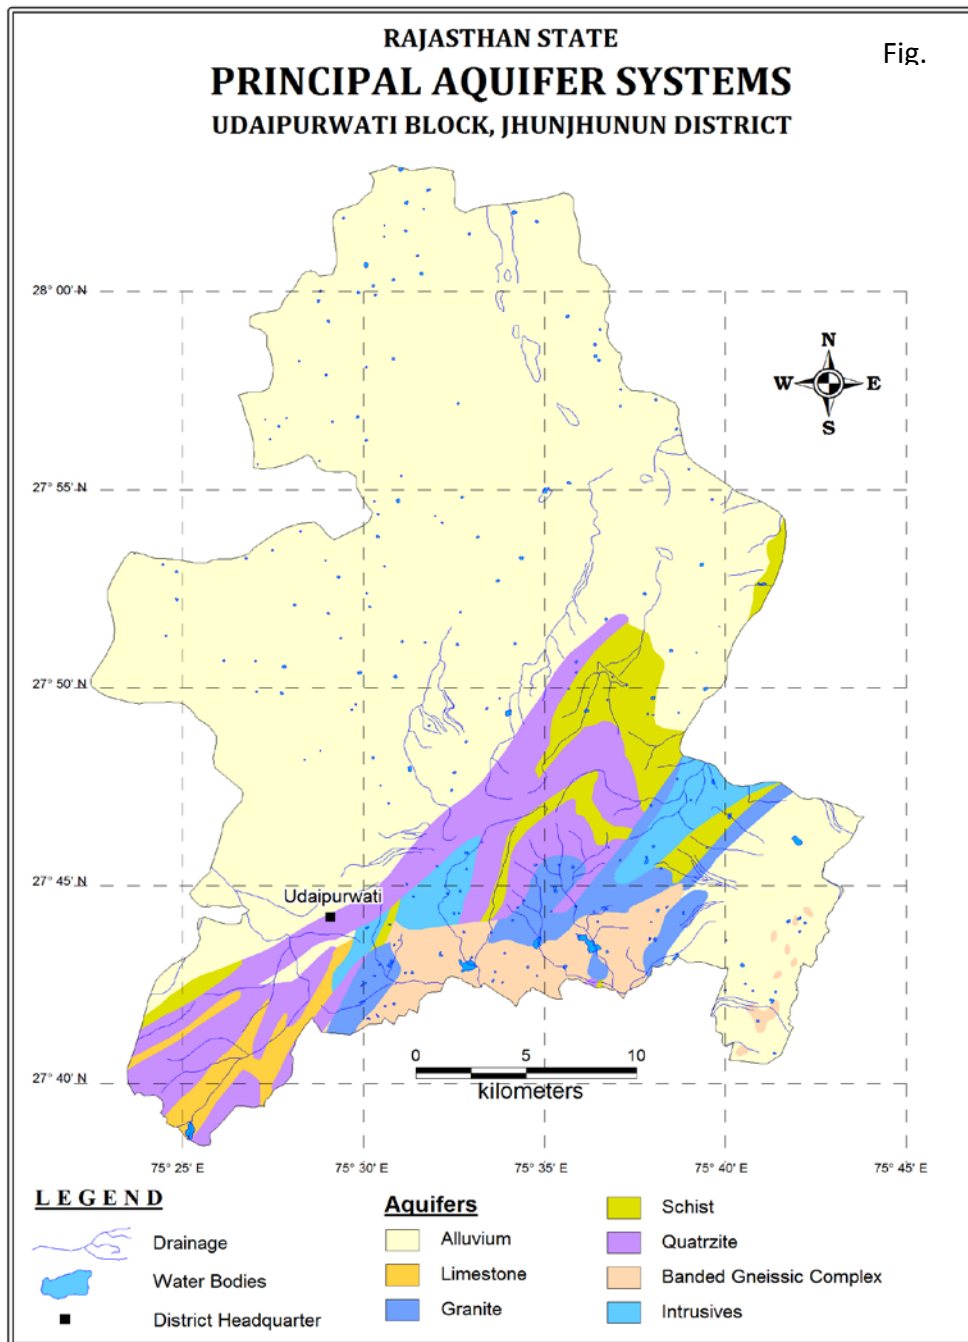 RAJASTHAN STATE
Fig.
PRINCIPAL AQUIFER SYSTEMS
UDAIPURWATI BLOCK, JHUNJHUNUN DISTRICT
28° 00' N
N
W E
S
27° 55' N
27° 50' N
27° 45' N
Udaipurwati
0 5 10
kilometers
27° 40' N
75° 25' E 75° 30' E 75° 35' E 75° 40' E 75° 45' E
LEGEND
Drainage
Water Bodies
District Headquarter
Aquifers
Alluvium
Limestone
Granite
Schist
Quatrzite
Banded Gneissic Complex
Intrusives